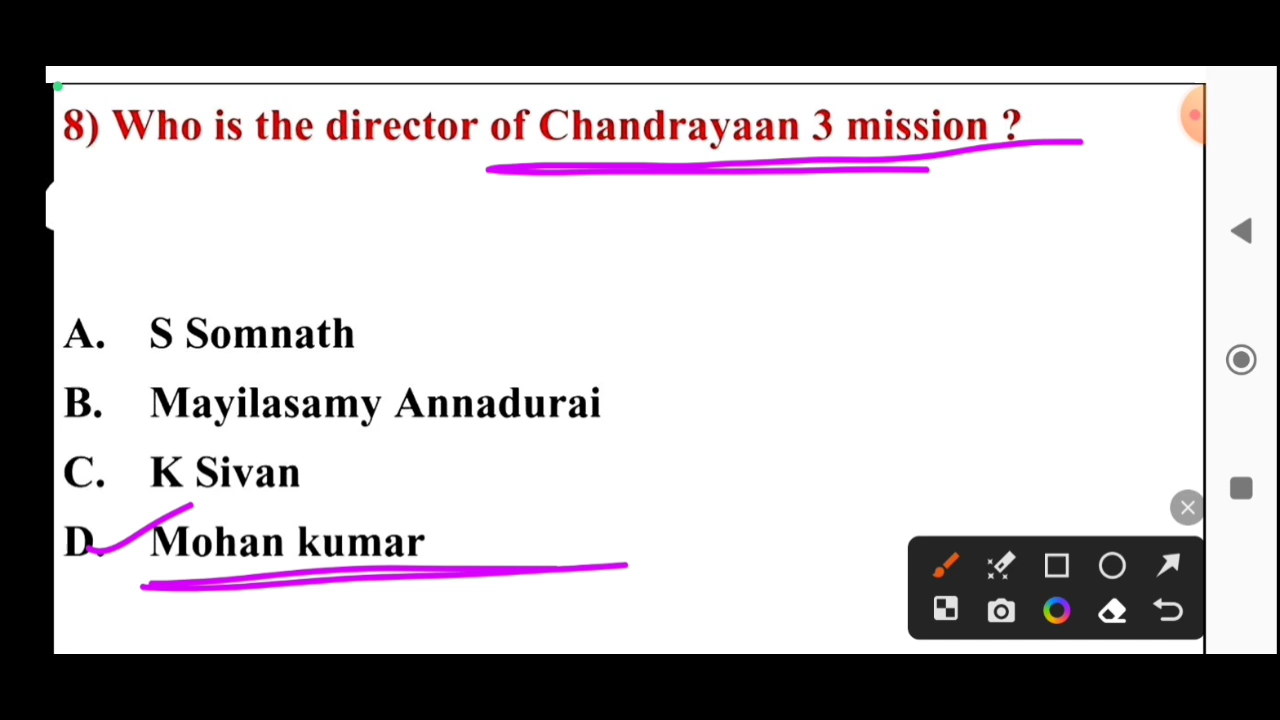 8) Who is the director of Chandrayaan 3 mission ?
A. S Somnath
B. Mayilasamy Annadurai
C. K Sivan
D. Mohan kumar